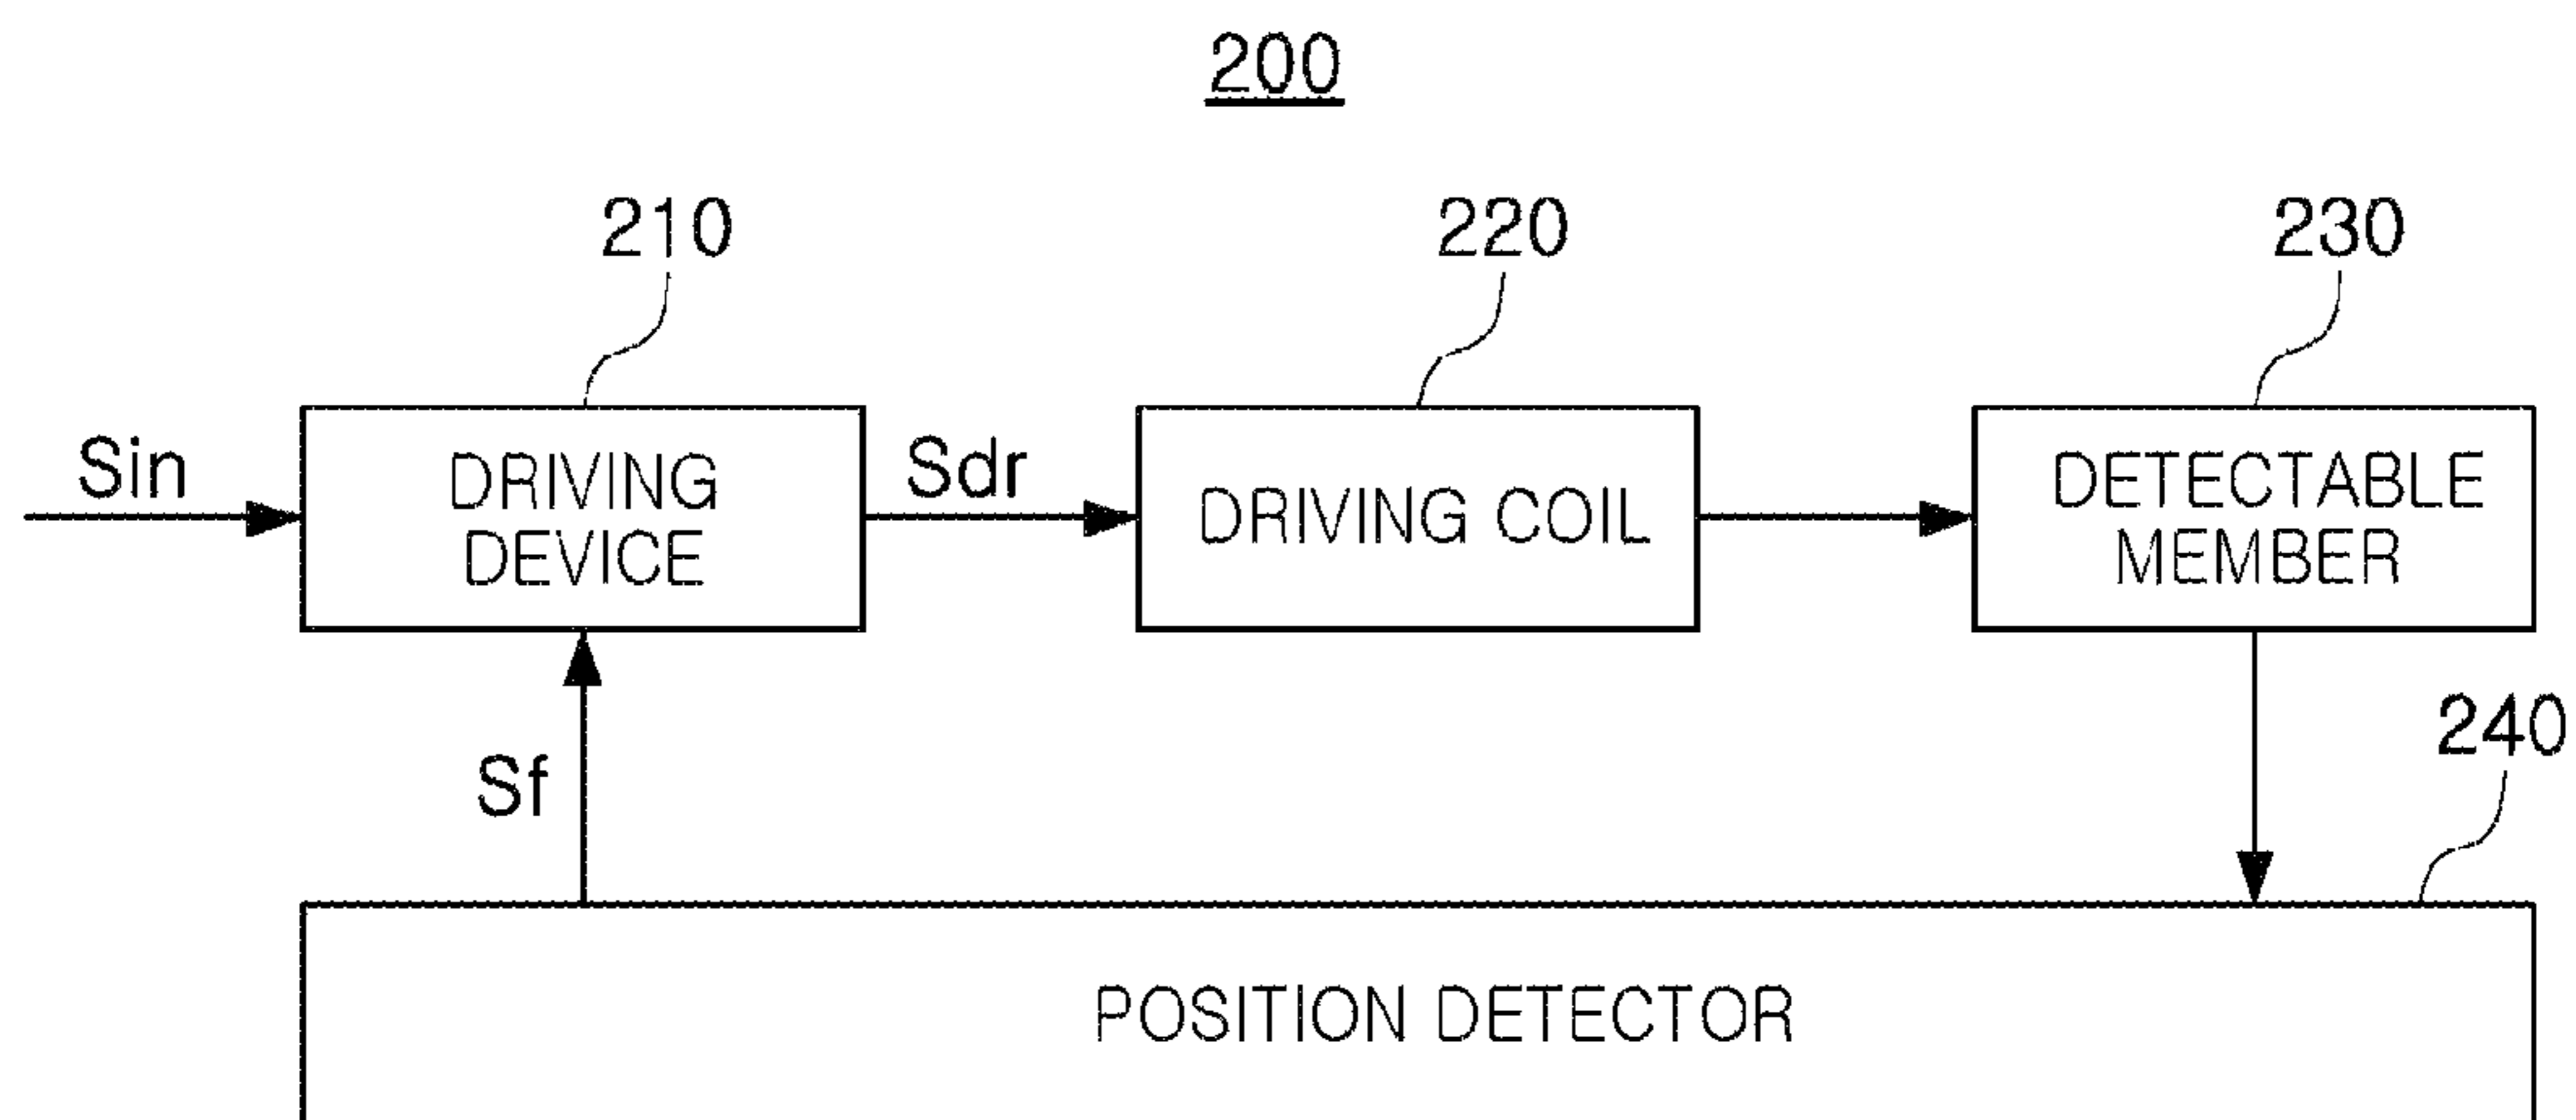 200
210
220
230
Sin
DRIVING
DEVICE
Sdr
DRIVING COIL
DETECTABLE
MEMBER
Sf
240
POSITION DETECTOR